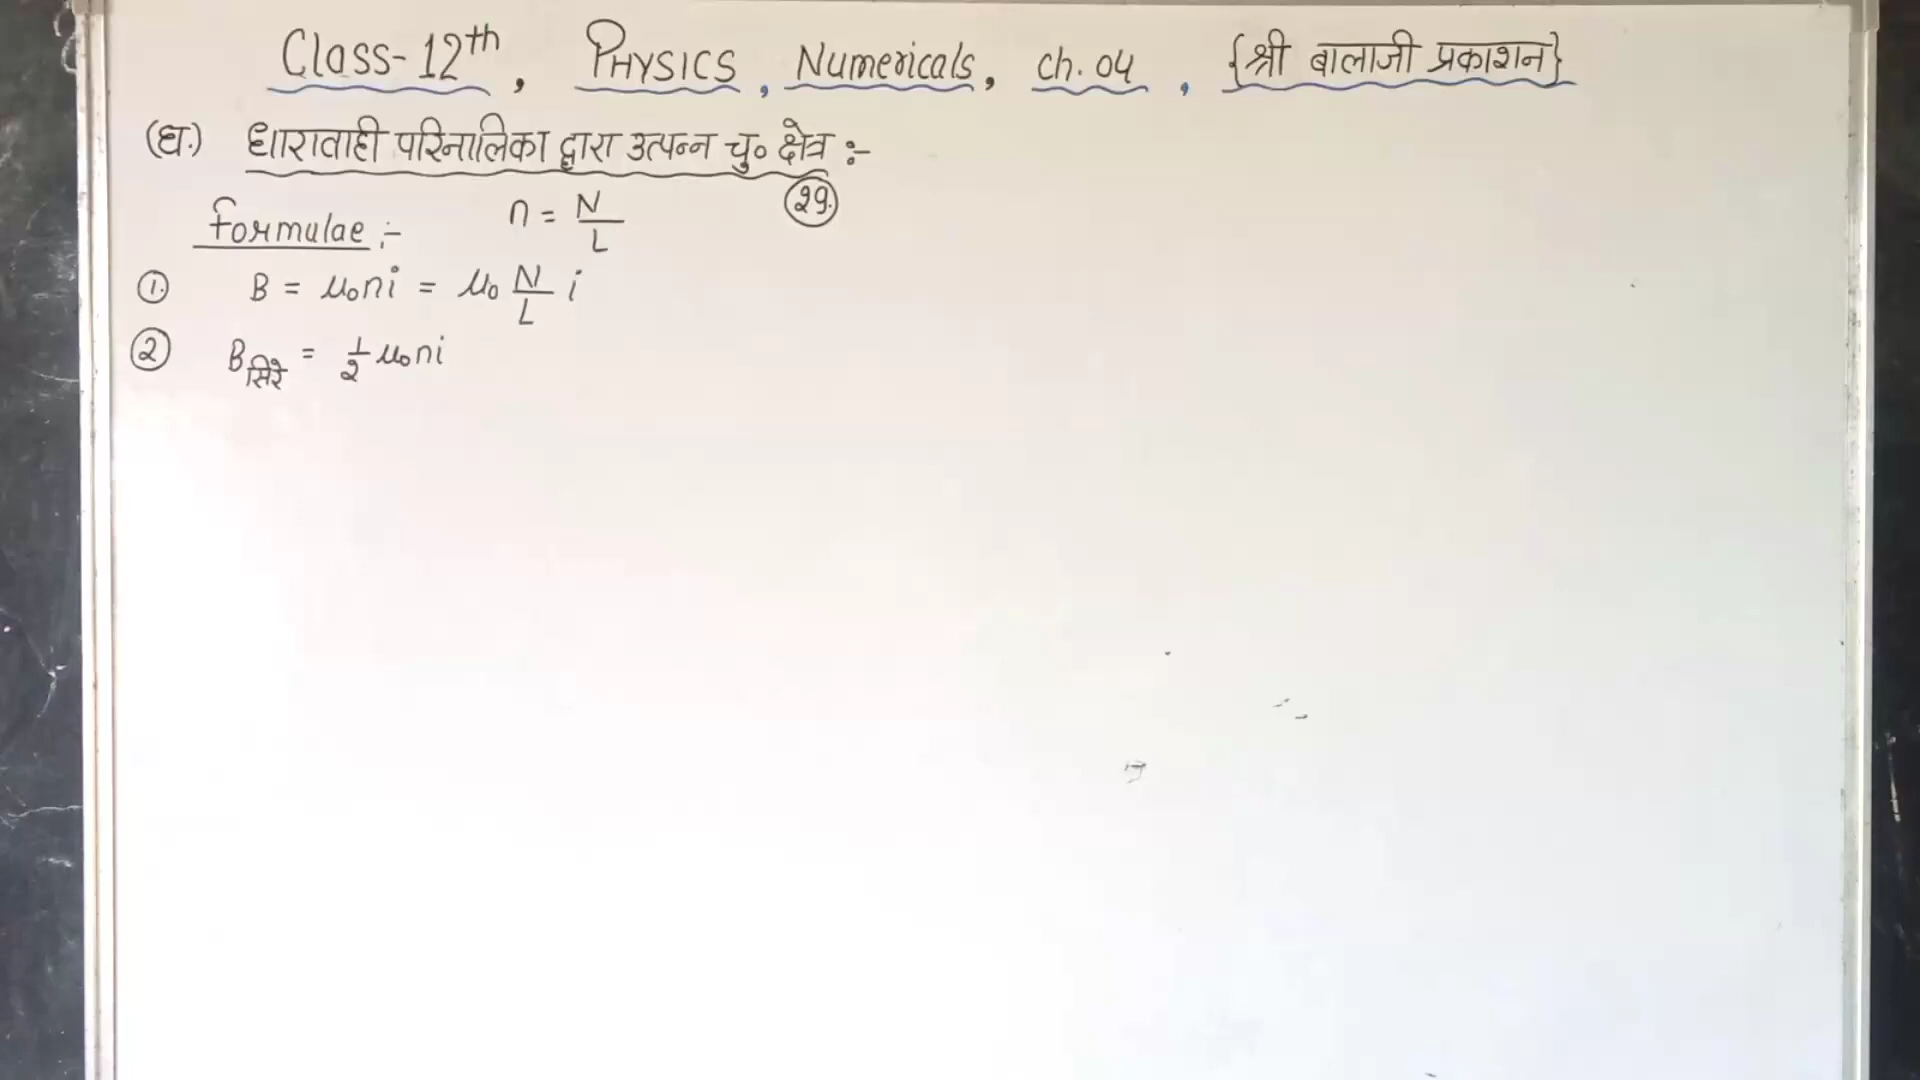 Class-12th, PHYSICS, Numericals, Ch. 04, {श्री बालाजी प्रकाशन}
(घ.) धारावाही परिनालिका द्वारा उत्पन्न चु० क्षेत्र :-
Formulae :- n = N/L (29.)
① B = μ₀ni = μ₀ N/L i
② Bसिरे = 1/2 μ₀ni